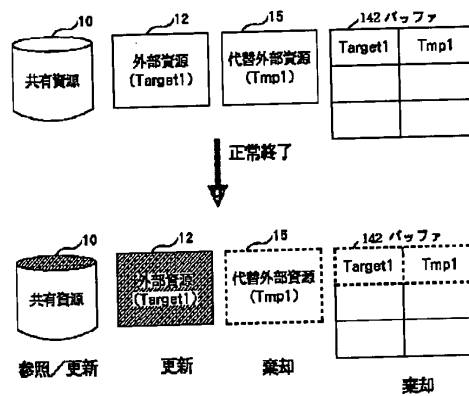 10
12
15
142 バッファ
共有資源
外部資源
(Target1)
代替外部資源
(Tmp1)
Target1
Tmp1
正常終了
10
12
15
142 バッファ
共有資源
外部資源
(Target1)
代替外部資源
(Tmp1)
Target1
Tmp1
参照/更新
更新
棄却
棄却